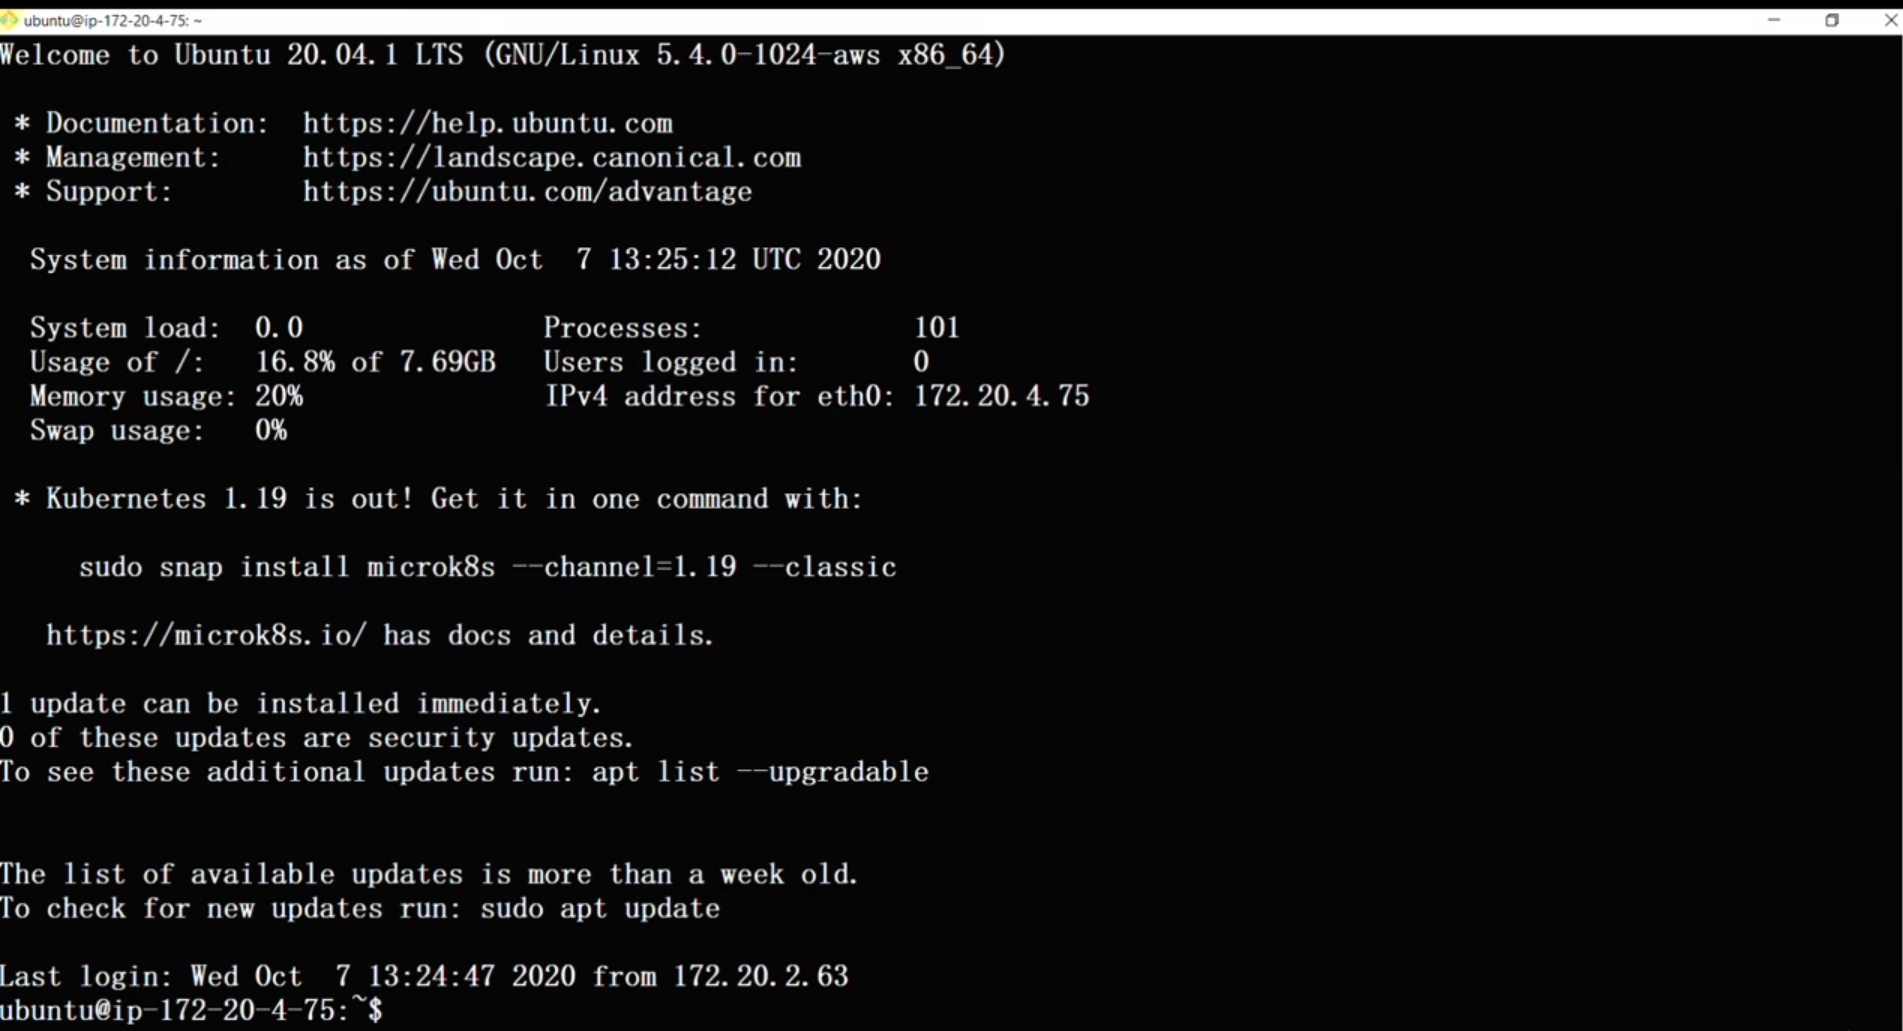 ubuntu@ip-172-20-4-75: ~
Welcome to Ubuntu 20.04.1 LTS (GNU/Linux 5.4.0-1024-aws x86_64)
* Documentation:  https://help.ubuntu.com
* Management:     https://landscape.canonical.com
* Support:        https://ubuntu.com/advantage
System information as of Wed Oct  7 13:25:12 UTC 2020
System load:  0.0               Processes:             101
Usage of /:   16.8% of 7.69GB   Users logged in:       0
Memory usage: 20%               IPv4 address for eth0: 172.20.4.75
Swap usage:   0%
* Kubernetes 1.19 is out! Get it in one command with:
sudo snap install microk8s --channel=1.19 --classic
https://microk8s.io/ has docs and details.
1 update can be installed immediately.
0 of these updates are security updates.
To see these additional updates run: apt list --upgradable
The list of available updates is more than a week old.
To check for new updates run: sudo apt update
Last login: Wed Oct  7 13:24:47 2020 from 172.20.2.63
ubuntu@ip-172-20-4-75:~$